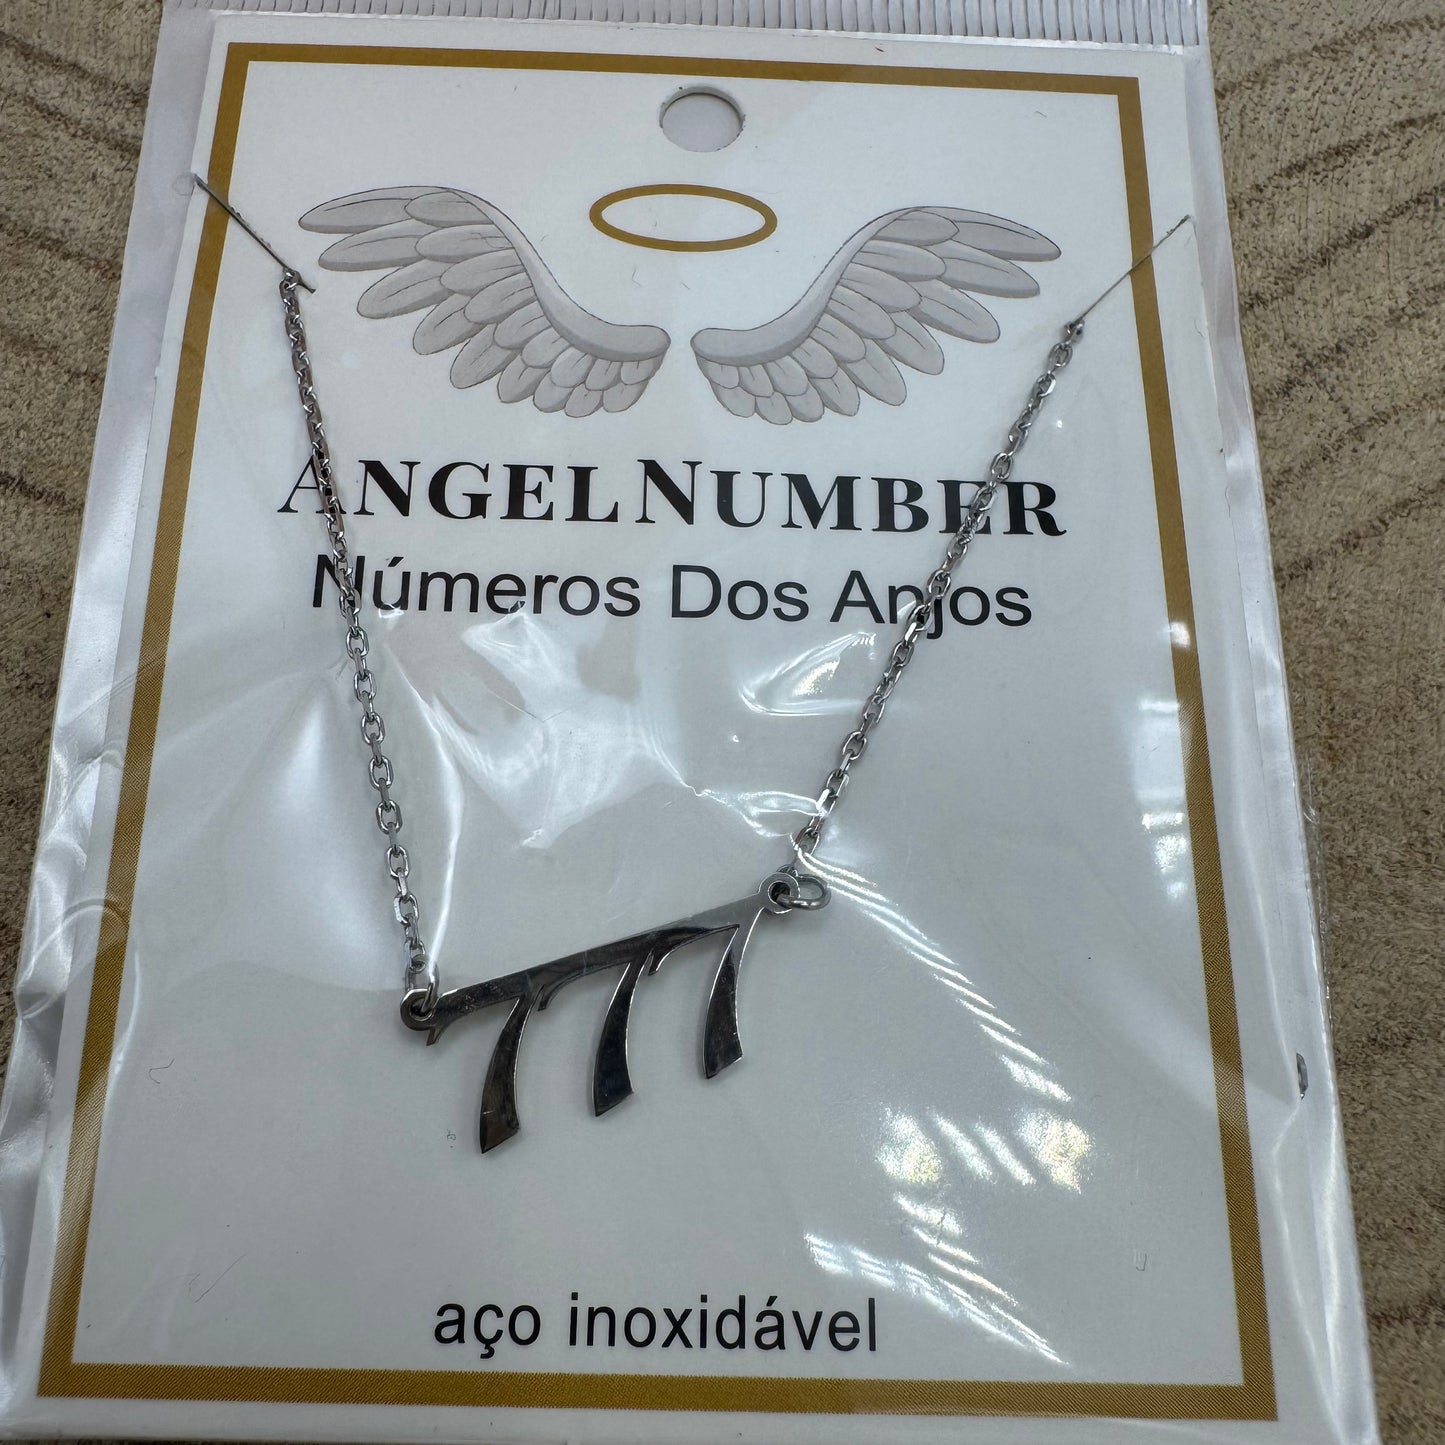 ANGEL NUMBER
Números Dos Anjos
777
aço inoxidável